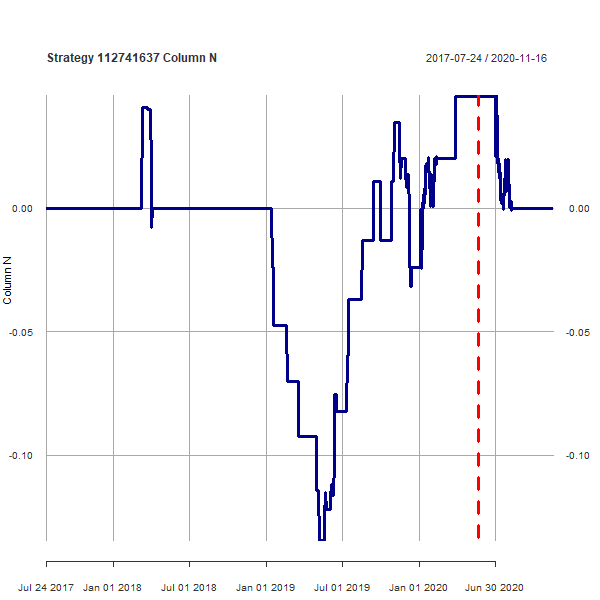 Strategy 112741637 Column N
2017-07-24 / 2020-11-16
0.00
0.00
-0.05
-0.05
-0.10
-0.10
Column N
Jul 24 2017
Jan 01 2018
Jul 01 2018
Jan 01 2019
Jul 01 2019
Jan 01 2020
Jun 30 2020